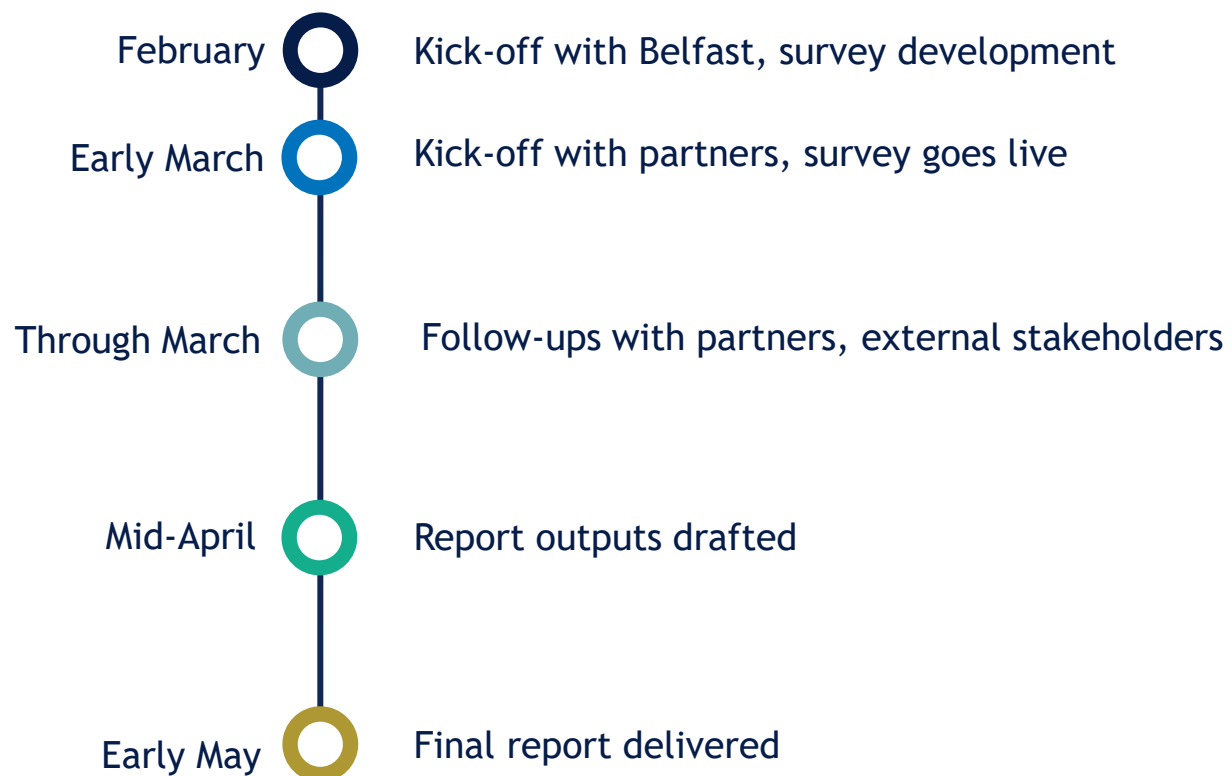 February
Kick-off with Belfast, survey development
Early March
Kick-off with partners, survey goes live
Through March
Follow-ups with partners, external stakeholders
Mid-April
Report outputs drafted
Early May
Final report delivered